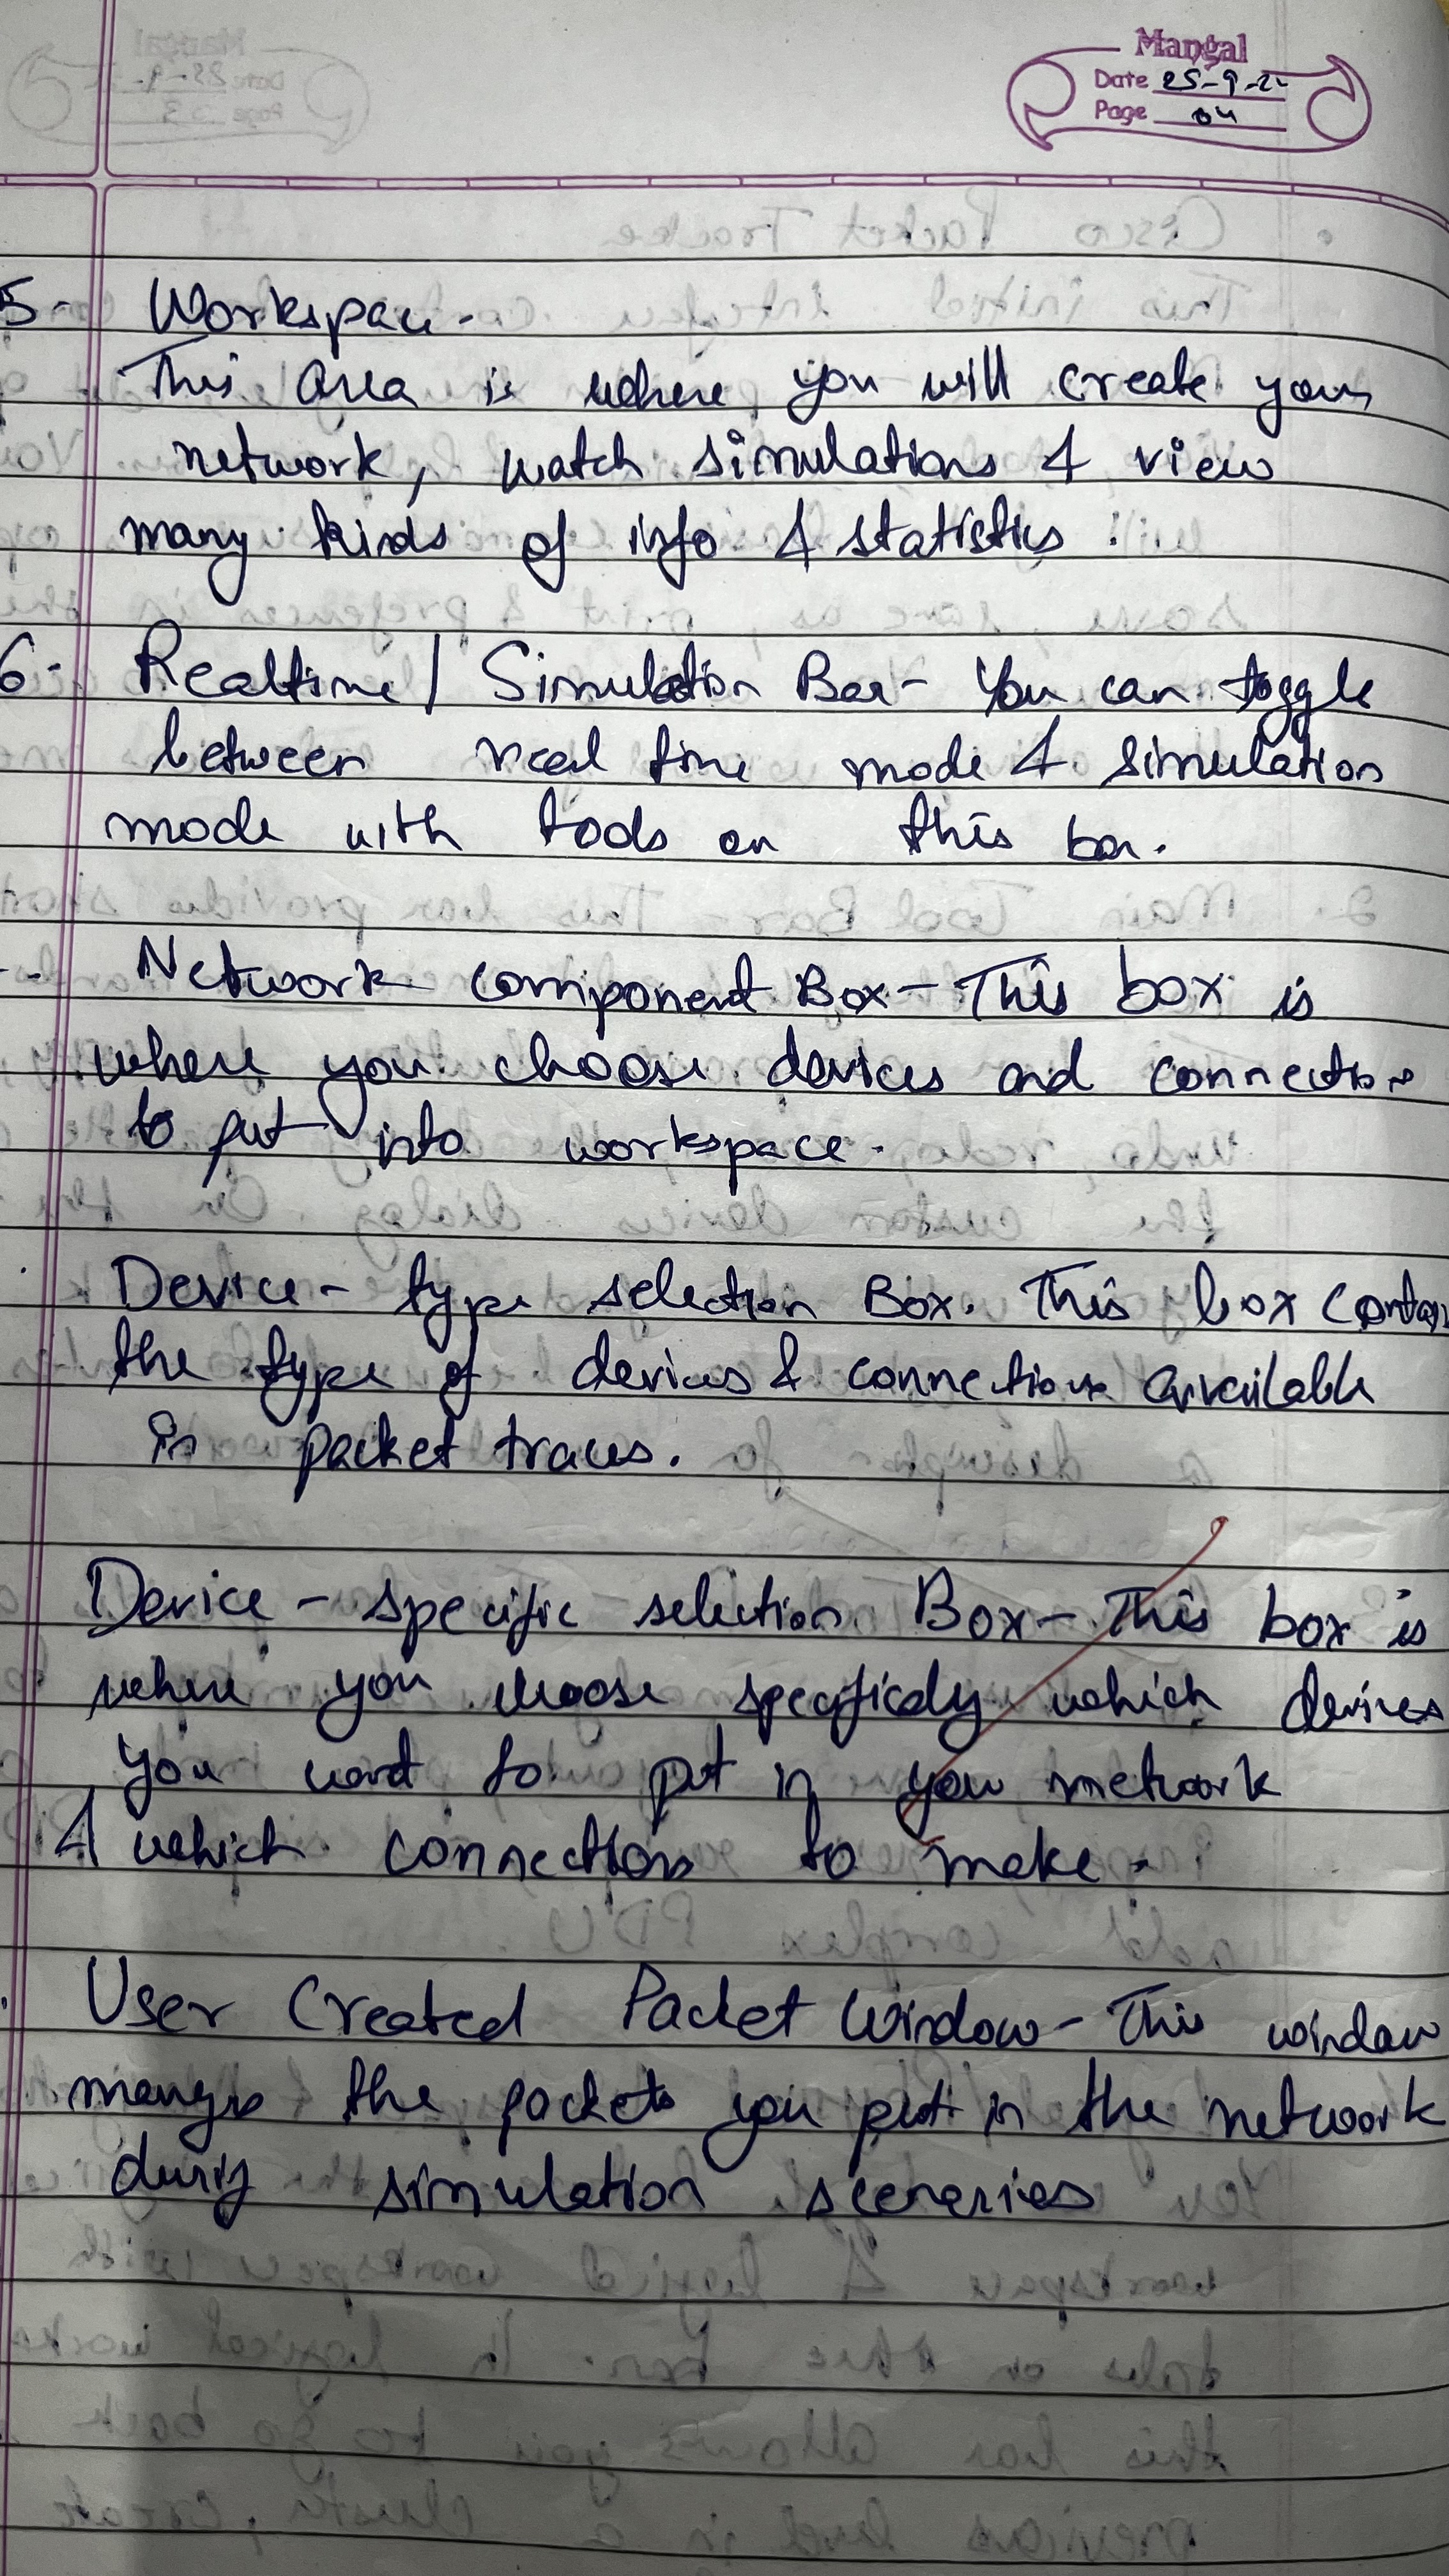 Mangal
Date 25-9-2
Page 04
5- Workspace-
This area is where you will create your
network, watch simulations & view
many kinds of info & statistics.
6- Realtime/Simulation Bar- You can toggle
between real time mode & simulation
mode with tools on this bar.
- Network component Box- This box is
where you choose devices and connections
to put into workspace.
Device- type selection Box. This box contain
the type of devices & connections available
in packet traces.
Device - specific selection Box- This box is
where you choose specifically which devices
you want to put in your network
& which connections to make.
User Created Packet Window- This window
manges the packets you put in the network
during simulation sceneries